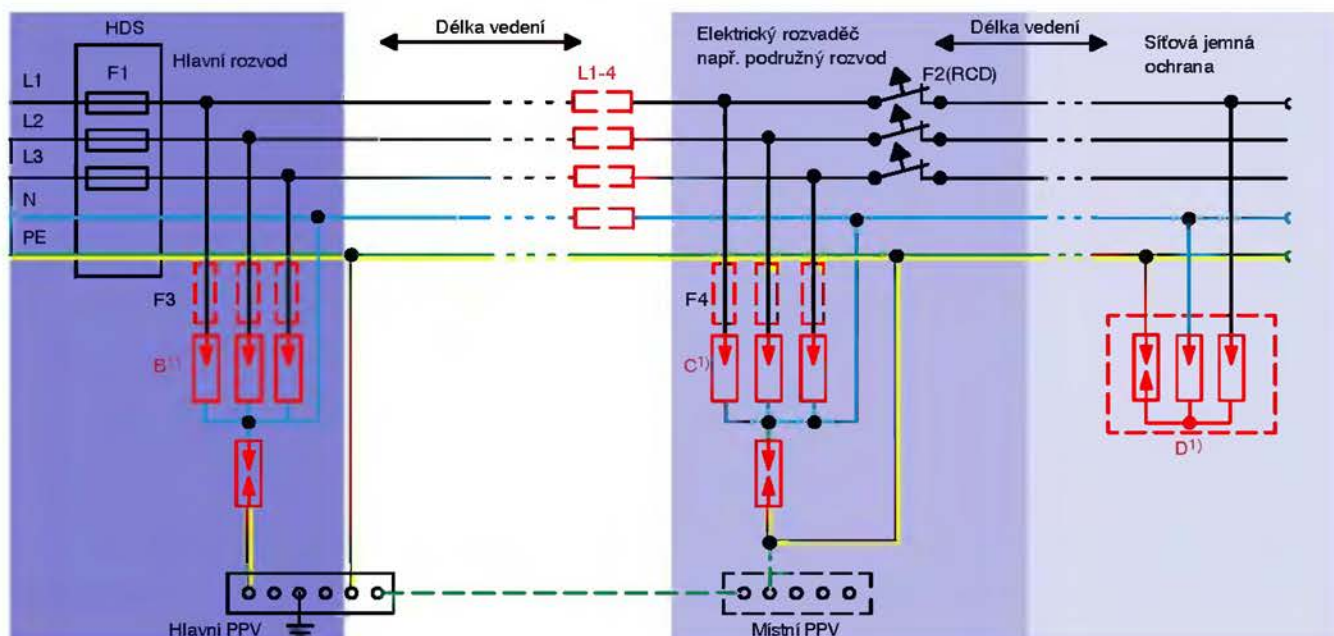 HDS
Délka vedení
Elektrický rozvaděč
např. podružný rozvod
Délka vedení
Síťová jemná
ochrana
F1
Hlavní rozvod
L1-4
F2(RCD)
L1
L2
L3
N
PE
F3
F4
B1)
C1)
D1)
Hlavni PPV
Místní PPV